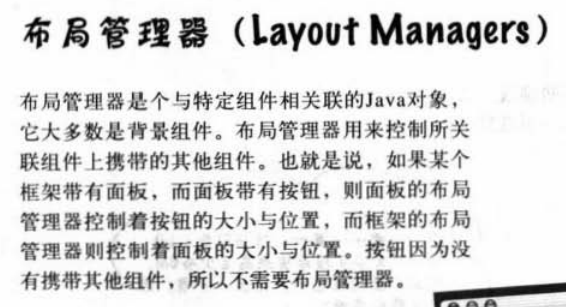 布局管理器（Layout Managers）
布局管理器是个与特定组件相关联的Java对象，
它大多数是背景组件。布局管理器用来控制所关
联组件上携带的其他组件。也就是说，如果某个
框架带有面板，而面板带有按钮，则面板的布局
管理器控制着按钮的大小与位置，而框架的布局
管理器则控制着面板的大小与位置。按钮因为没
有携带其他组件，所以不需要布局管理器。